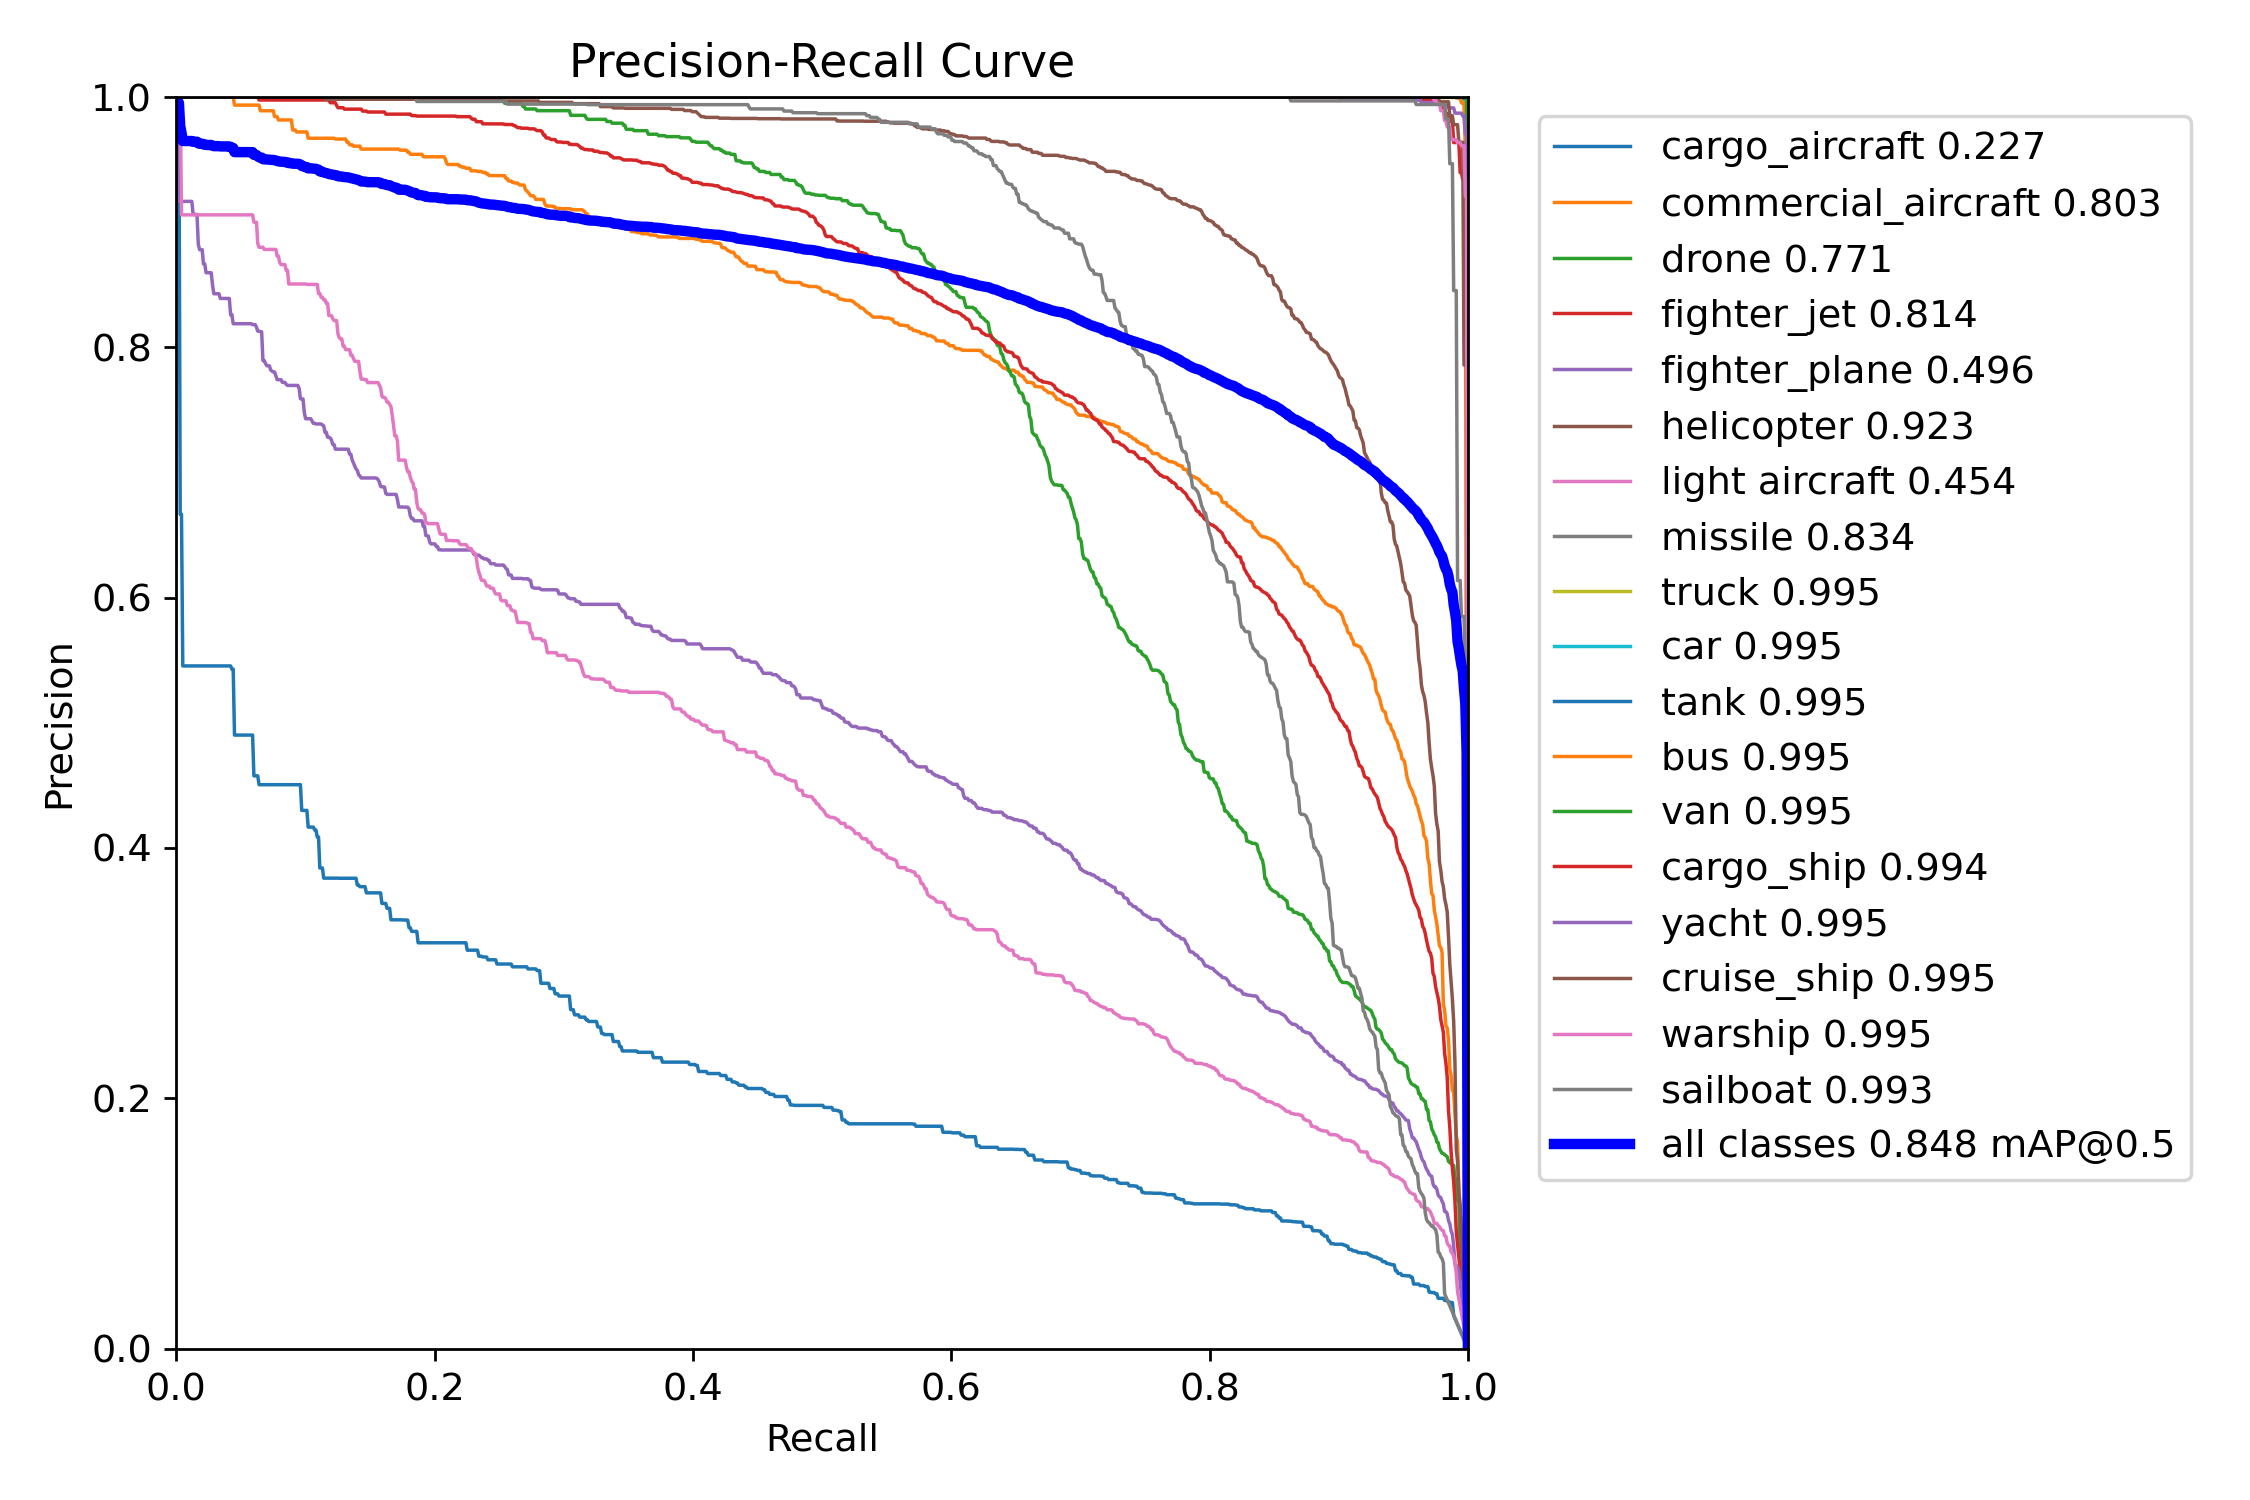 Precision-Recall Curve
1.0
0.8
0.6
0.4
0.2
0.0
Precision
0.0 0.2 0.4 0.6 0.8 1.0
Recall
cargo_aircraft 0.227
commercial_aircraft 0.803
drone 0.771
fighter_jet 0.814
fighter_plane 0.496
helicopter 0.923
light aircraft 0.454
missile 0.834
truck 0.995
car 0.995
tank 0.995
bus 0.995
van 0.995
cargo_ship 0.994
yacht 0.995
cruise_ship 0.995
warship 0.995
sailboat 0.993
all classes 0.848 mAP@0.5